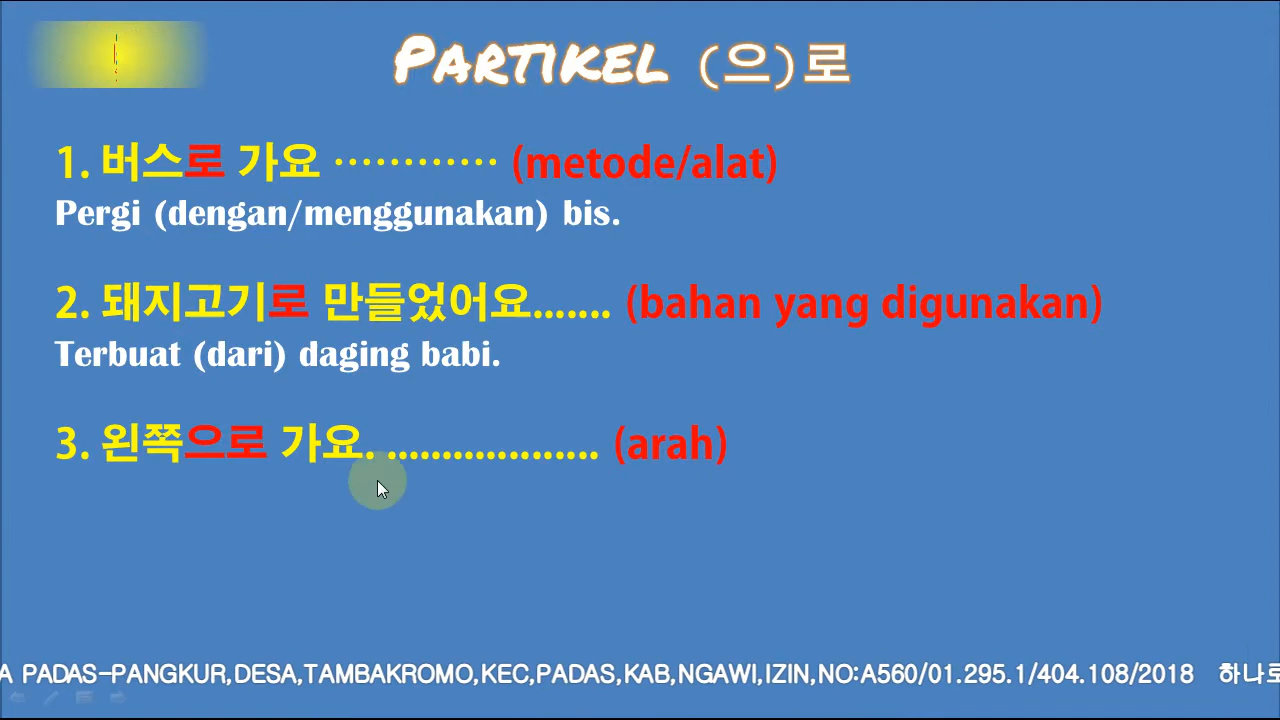 PARTIKEL (으)로
1. 버스로 가요 ············ (metode/alat)
Pergi (dengan/menggunakan) bis.
2. 돼지고기로 만들었어요....... (bahan yang digunakan)
Terbuat (dari) daging babi.
3. 왼쪽으로 가요. ................... (arah)
A PADAS-PANGKUR,DESA,TAMBAKROMO,KEC,PADAS,KAB,NGAWI,IZIN,NO:A560/01.295.1/404.108/2018 하나로